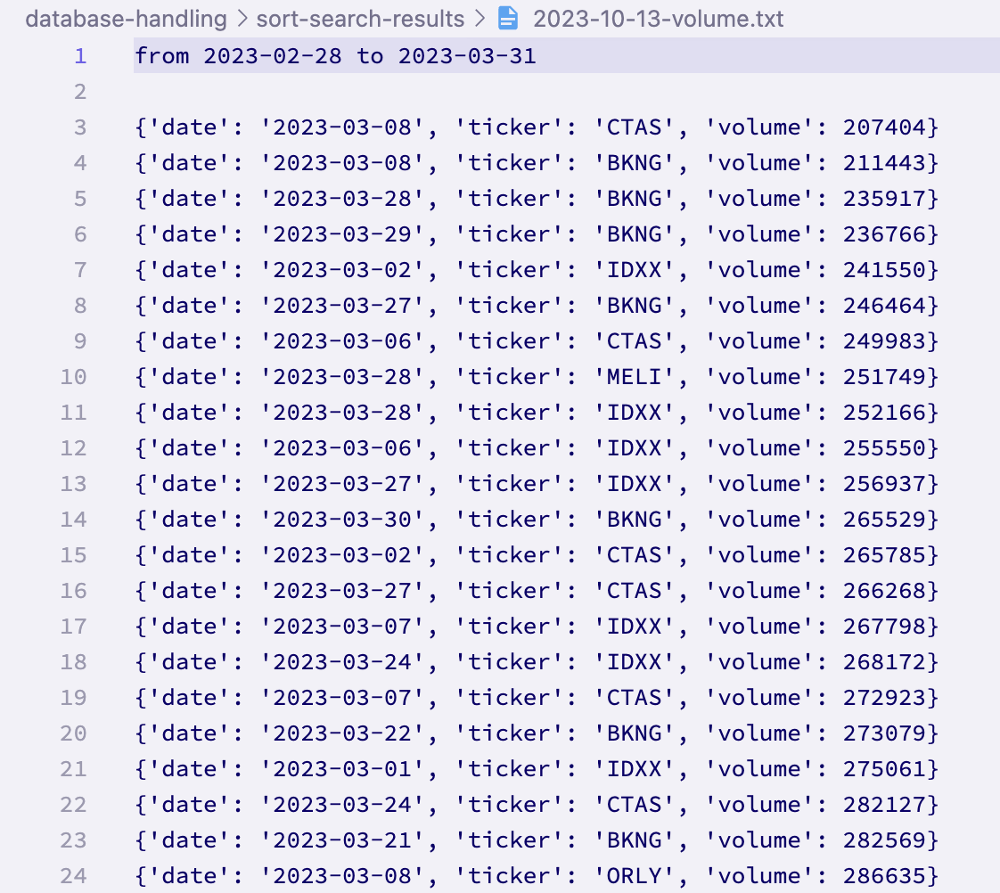 database-handling > sort-search-results > 2023-10-13-volume.txt
1 from 2023-02-28 to 2023-03-31
2
3 {'date': '2023-03-08', 'ticker': 'CTAS', 'volume': 207404}
4 {'date': '2023-03-08', 'ticker': 'BKNG', 'volume': 211443}
5 {'date': '2023-03-28', 'ticker': 'BKNG', 'volume': 235917}
6 {'date': '2023-03-29', 'ticker': 'BKNG', 'volume': 236766}
7 {'date': '2023-03-02', 'ticker': 'IDXX', 'volume': 241550}
8 {'date': '2023-03-27', 'ticker': 'BKNG', 'volume': 246464}
9 {'date': '2023-03-06', 'ticker': 'CTAS', 'volume': 249983}
10 {'date': '2023-03-28', 'ticker': 'MELI', 'volume': 251749}
11 {'date': '2023-03-28', 'ticker': 'IDXX', 'volume': 252166}
12 {'date': '2023-03-06', 'ticker': 'IDXX', 'volume': 255550}
13 {'date': '2023-03-27', 'ticker': 'IDXX', 'volume': 256937}
14 {'date': '2023-03-30', 'ticker': 'BKNG', 'volume': 265529}
15 {'date': '2023-03-02', 'ticker': 'CTAS', 'volume': 265785}
16 {'date': '2023-03-27', 'ticker': 'CTAS', 'volume': 266268}
17 {'date': '2023-03-07', 'ticker': 'IDXX', 'volume': 267798}
18 {'date': '2023-03-24', 'ticker': 'IDXX', 'volume': 268172}
19 {'date': '2023-03-07', 'ticker': 'CTAS', 'volume': 272923}
20 {'date': '2023-03-22', 'ticker': 'BKNG', 'volume': 273079}
21 {'date': '2023-03-01', 'ticker': 'IDXX', 'volume': 275061}
22 {'date': '2023-03-24', 'ticker': 'CTAS', 'volume': 282127}
23 {'date': '2023-03-21', 'ticker': 'BKNG', 'volume': 282569}
24 {'date': '2023-03-08', 'ticker': 'ORLY', 'volume': 286635}